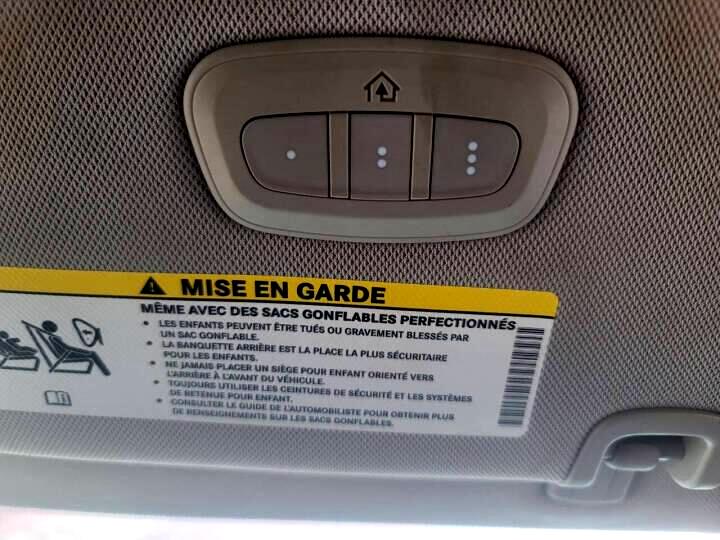 MISE EN GARDE
MÊME AVEC DES SACS GONFLABLES PERFECTIONNÉS
• LES ENFANTS PEUVENT ÊTRE TUÉS OU GRAVEMENT BLESSÉS PAR
UN SAC GONFLABLE.
• LA BANQUETTE ARRIÈRE EST LA PLACE LA PLUS SÉCURITAIRE
POUR LES ENFANTS.
• NE JAMAIS PLACER UN SIÈGE POUR ENFANT ORIENTÉ VERS
L'ARRIÈRE À L'AVANT DU VÉHICULE.
• TOUJOURS UTILISER LES CEINTURES DE SÉCURITÉ ET LES SYSTÈMES
DE RETENUE POUR ENFANT.
• CONSULTER LE GUIDE DE L'AUTOMOBILISTE POUR OBTENIR PLUS
DE RENSEIGNEMENTS SUR LES SACS GONFLABLES.